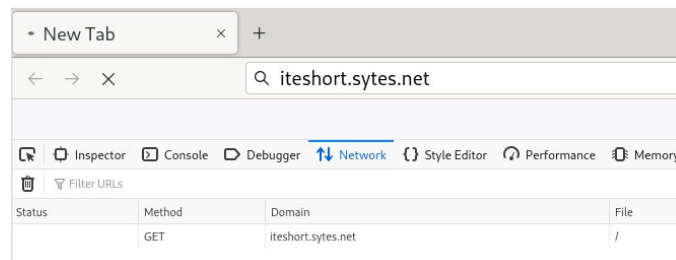 New Tab
iteshort.sytes.net
Inspector Console Debugger Network Style Editor Performance Memory
Filter URLs
Status Method Domain File
GET iteshort.sytes.net /